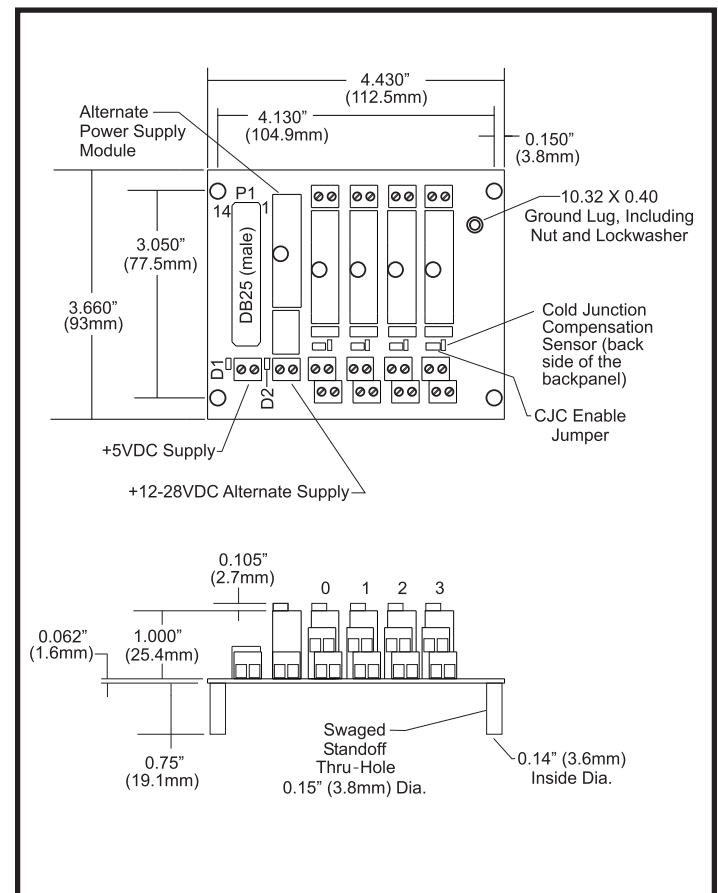 4.430”
(112.5mm)
Alternate
Power Supply
Module
4.130”
(104.9mm)
0.150”
(3.8mm)
P1
14
1
10.32 X 0.40
Ground Lug, Including
Nut and Lockwasher
3.050”
(77.5mm)
DB25 (male)
3.660”
(93mm)
Cold Junction
Compensation
Sensor (back
side of the
backpanel)
D1
D2
CJC Enable
Jumper
+5VDC Supply
+12-28VDC Alternate Supply
0.105”
(2.7mm)
0 1 2 3
0.062”
(1.6mm)
1.000”
(25.4mm)
Swaged
Standoff
Thru-Hole
0.15” (3.8mm) Dia.
0.75”
(19.1mm)
0.14” (3.6mm)
Inside Dia.